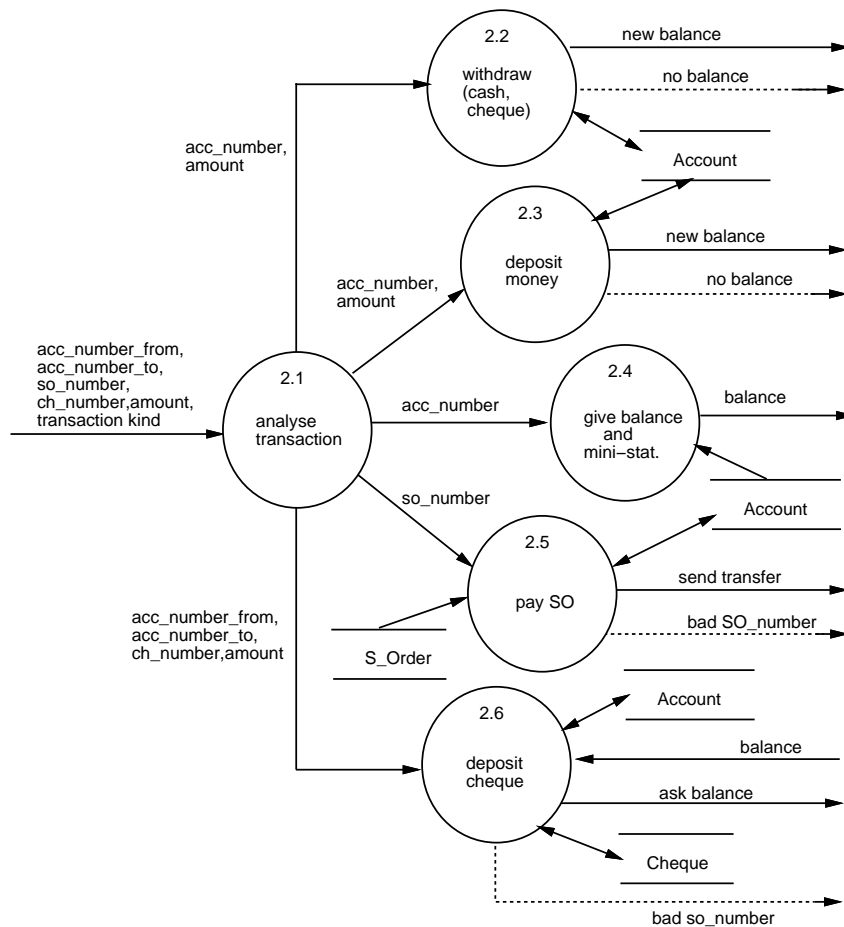 2.2
withdraw
(cash,
cheque)
new balance
no balance
Account
acc_number,
amount
2.3
deposit
money
new balance
no balance
acc_number,
amount
acc_number_from,
acc_number_to,
so_number,
ch_number,amount,
transaction kind
2.1
analyse
transaction
acc_number
2.4
give balance
and
mini−stat.
balance
Account
so_number
2.5
pay SO
send transfer
bad SO_number
S_Order
acc_number_from,
acc_number_to,
ch_number,amount
2.6
deposit
cheque
Account
balance
ask balance
Cheque
bad so_number